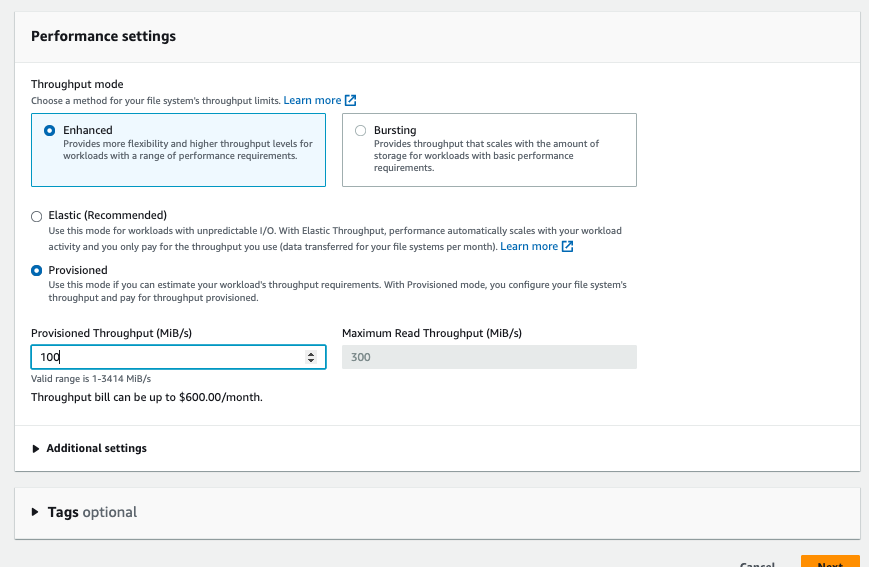 Performance settings
Throughput mode
Choose a method for your file system's throughput limits. Learn more
Enhanced
Provides more flexibility and higher throughput levels for
workloads with a range of performance requirements.
Bursting
Provides throughput that scales with the amount of
storage for workloads with basic performance
requirements.
Elastic (Recommended)
Use this mode for workloads with unpredictable I/O. With Elastic Throughput, performance automatically scales with your workload
activity and you only pay for the throughput you use (data transferred for your file systems per month). Learn more
Provisioned
Use this mode if you can estimate your workload's throughput requirements. With Provisioned mode, you configure your file system's
throughput and pay for throughput provisioned.
Provisioned Throughput (MiB/s)
100
Valid range is 1-3414 MiB/s
Maximum Read Throughput (MiB/s)
300
Throughput bill can be up to $600.00/month.
Additional settings
Tags optional
Cancel
Next